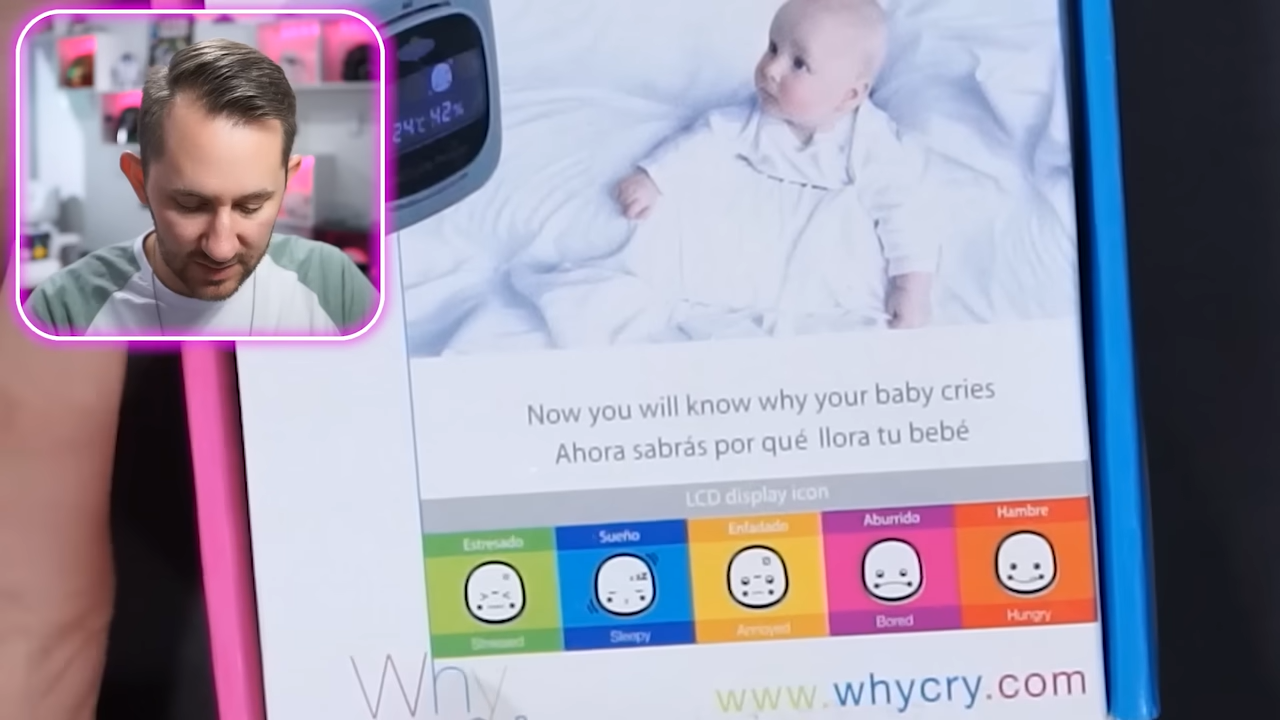 24°C 42%
Now you will know why your baby cries
Ahora sabrás por qué llora tu bebé
LCD display icon
Estresado Sueño Enfadado Aburrido Hambre
Stressed Sleepy Annoyed Bored Hungry
Why
www.whycry.com